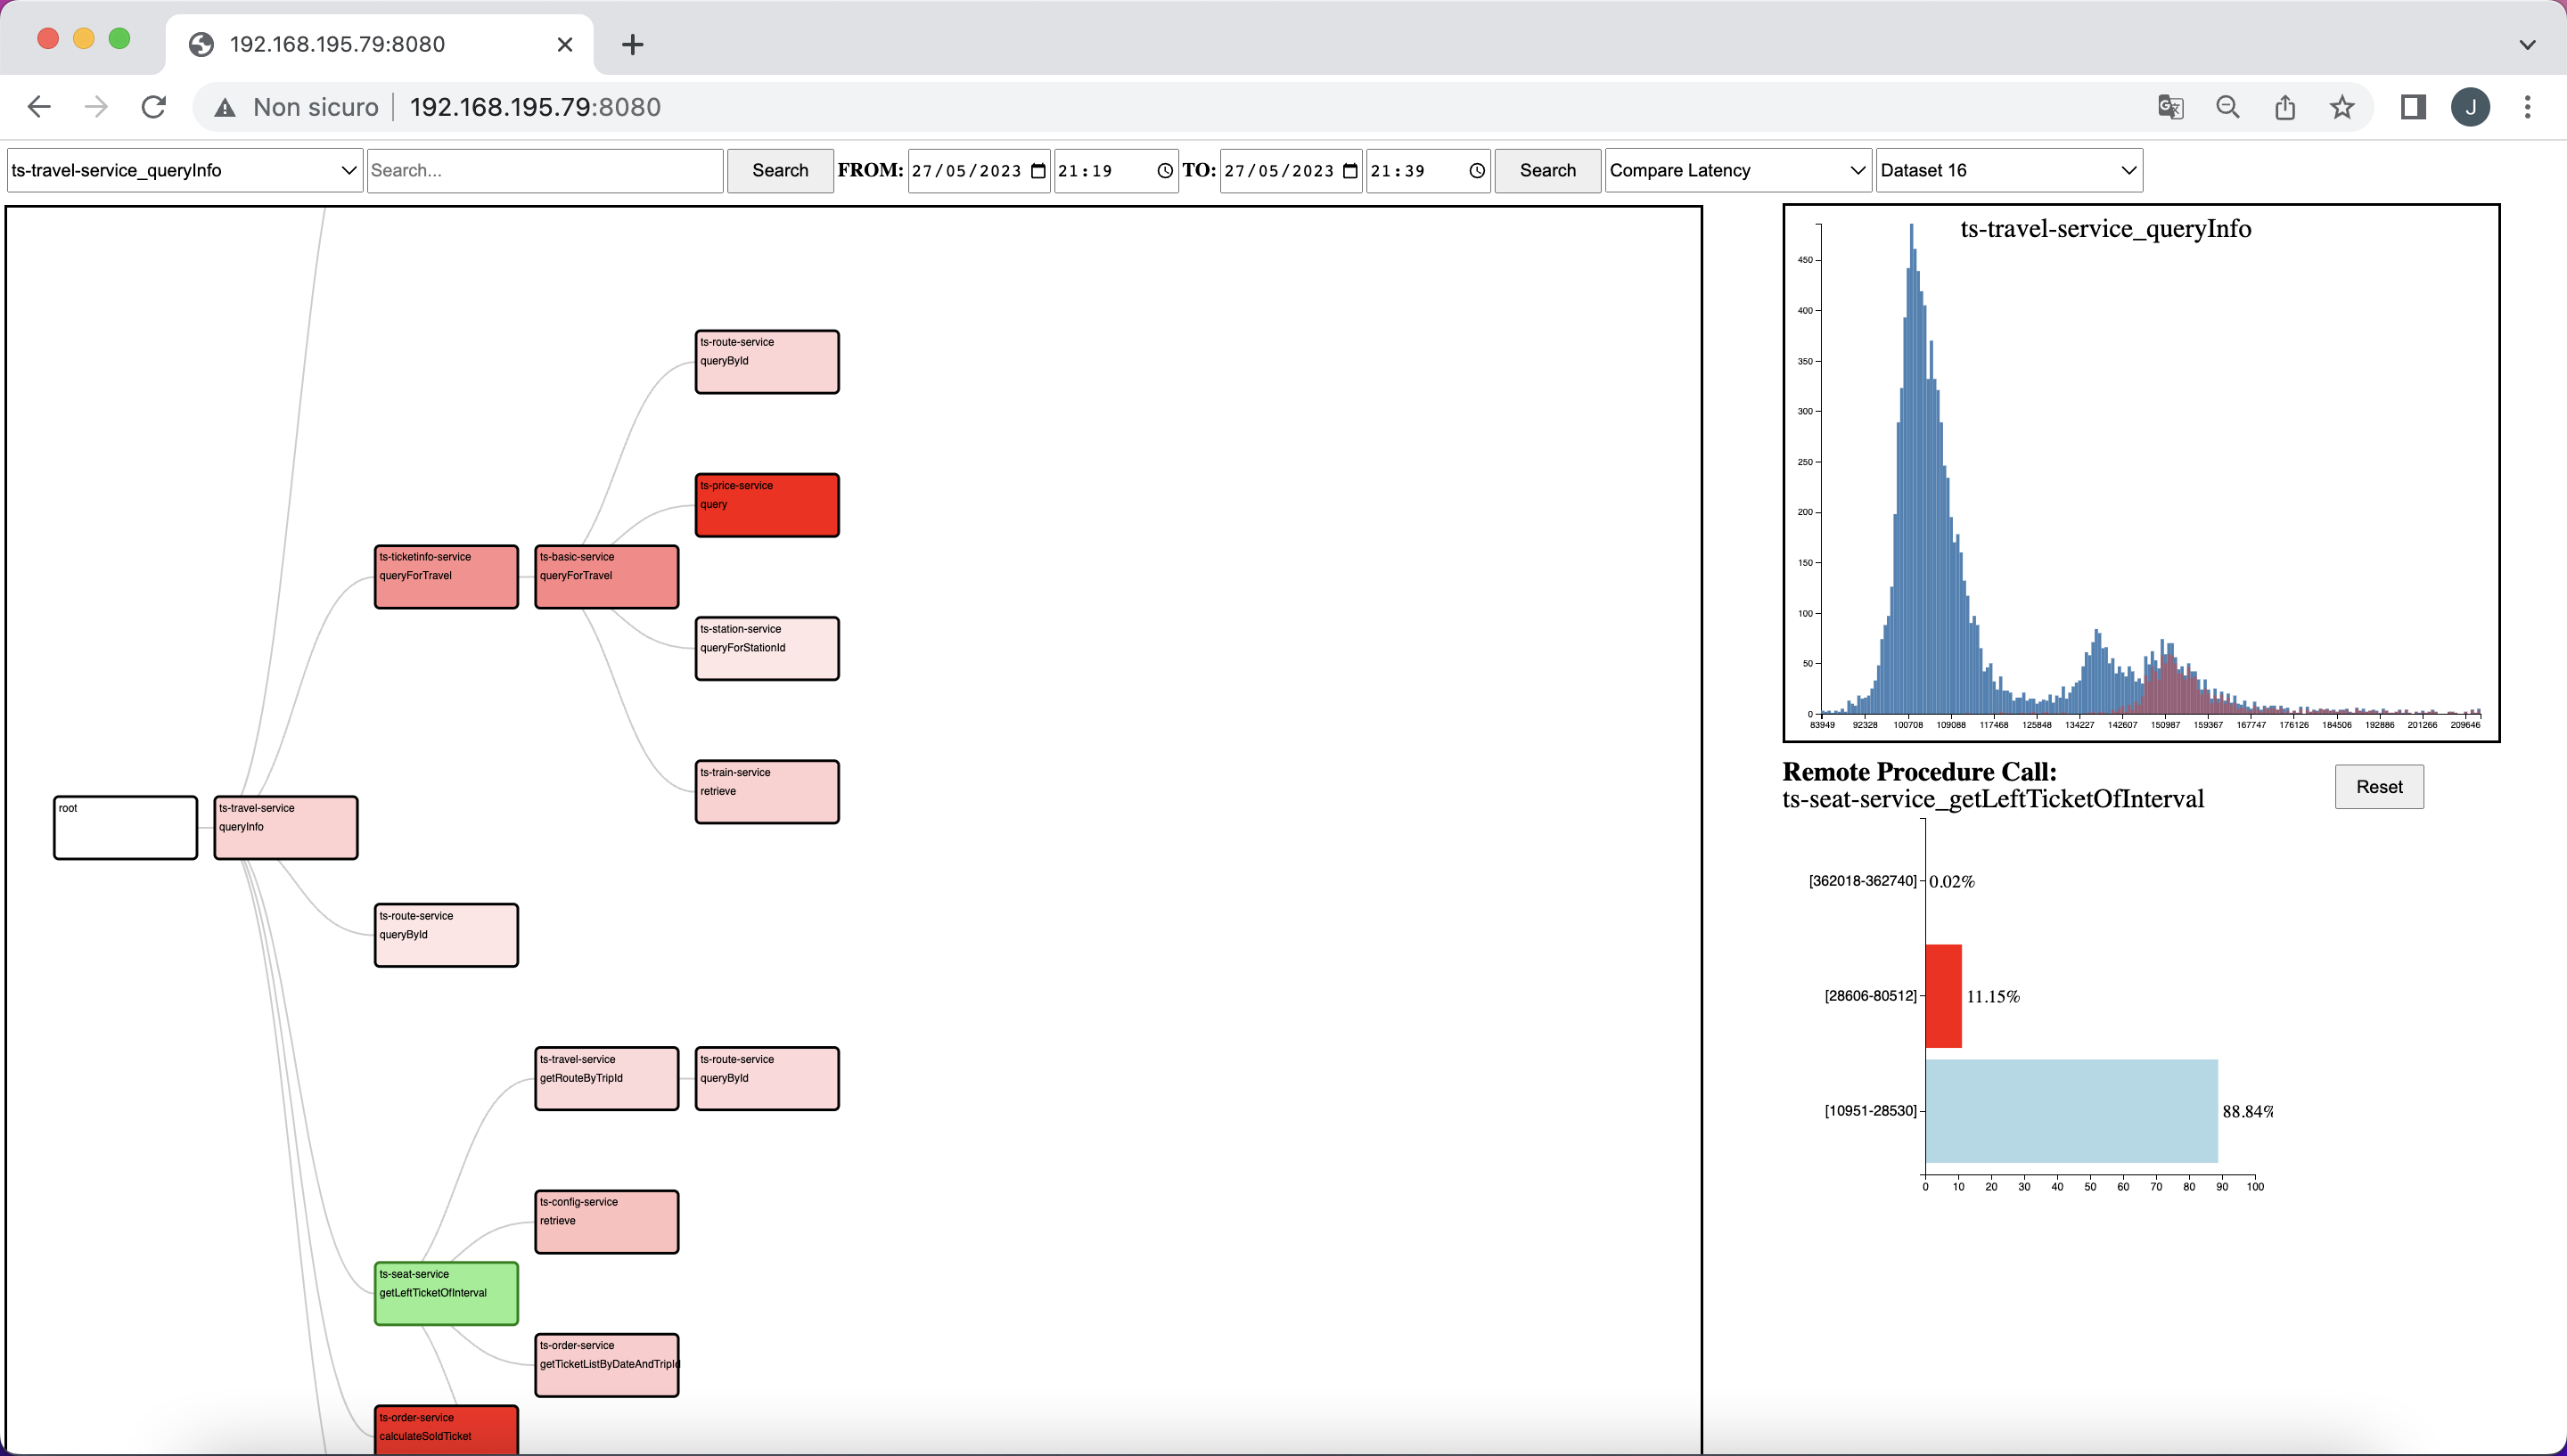 192.168.195.79:8080
Non sicuro 192.168.195.79:8080
J
ts-travel-service_queryInfo Search... Search FROM: 27/05/2023 21:19 TO: 27/05/2023 21:39 Search Compare Latency Dataset 16
ts-route-service
queryById
ts-price-service
query
ts-ticketinfo-service
queryForTravel
ts-basic-service
queryForTravel
ts-station-service
queryForStationId
ts-train-service
retrieve
root
ts-travel-service
queryInfo
ts-route-service
queryById
ts-travel-service
getRouteByTripId
ts-route-service
queryById
ts-config-service
retrieve
ts-seat-service
getLeftTicketOfInterval
ts-order-service
getTicketListByDateAndTripId
ts-order-service
calculateSoldTicket
ts-travel-service_queryInfo
450
400
350
300
250
200
150
100
50
0
83949 92328 100708 109088 117468 125848 134227 142607 150987 159367 167747 176126 184506 192886 201266 209646
Remote Procedure Call:
ts-seat-service_getLeftTicketOfInterval
Reset
[362018-362740] 0.02%
[28606-80512] 11.15%
[10951-28530] 88.84%
0 10 20 30 40 50 60 70 80 90 100